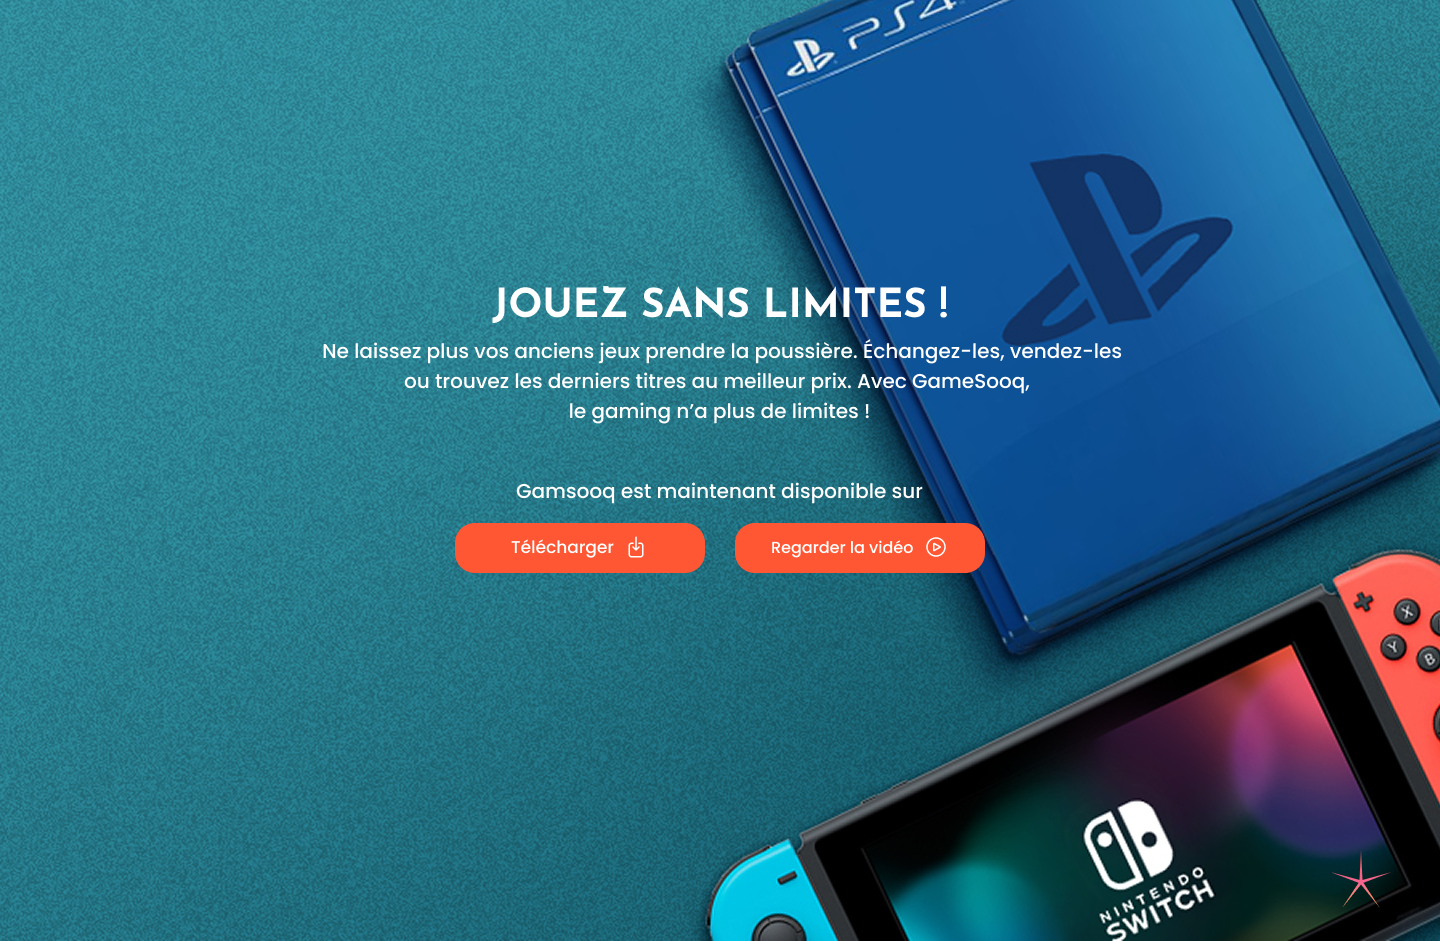 PS4
JOUEZ SANS LIMITES !
Ne laissez plus vos anciens jeux prendre la poussière. Échangez-les, vendez-les
ou trouvez les derniers titres au meilleur prix. Avec GameSooq,
le gaming n’a plus de limites !
Gamsooq est maintenant disponible sur
Télécharger
Regarder la vidéo
X
Y
B
NINTENDO
SWITCH